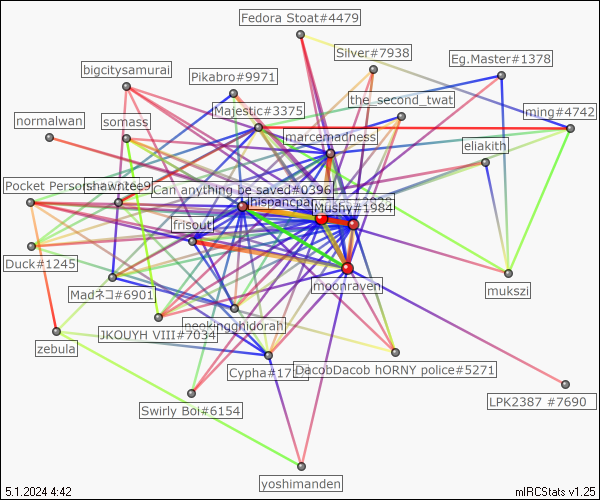 Fedora Stoat#4479
Silver#7938
Eg.Master#1378
bigcitysamurai
Pikabro#9971
the_second_twat
Majestic#3375
ming#4742
normalwan
somass
marcamadness
eliakith
Pocket Person
shawntee9
Can anything be saved#0396
Mushy#1984
frisout
Duck#1245
moonraven
Madネコ#6901
mukszi
JKOUYH VIII#7034
neokingghidorah
zebula
Cypha#17
DacobDacob hORNY police#5271
Swirly Boi#6154
LPK2387 #7690
yoshimanden
5.1.2024 4:42
mIRCStats v1.25